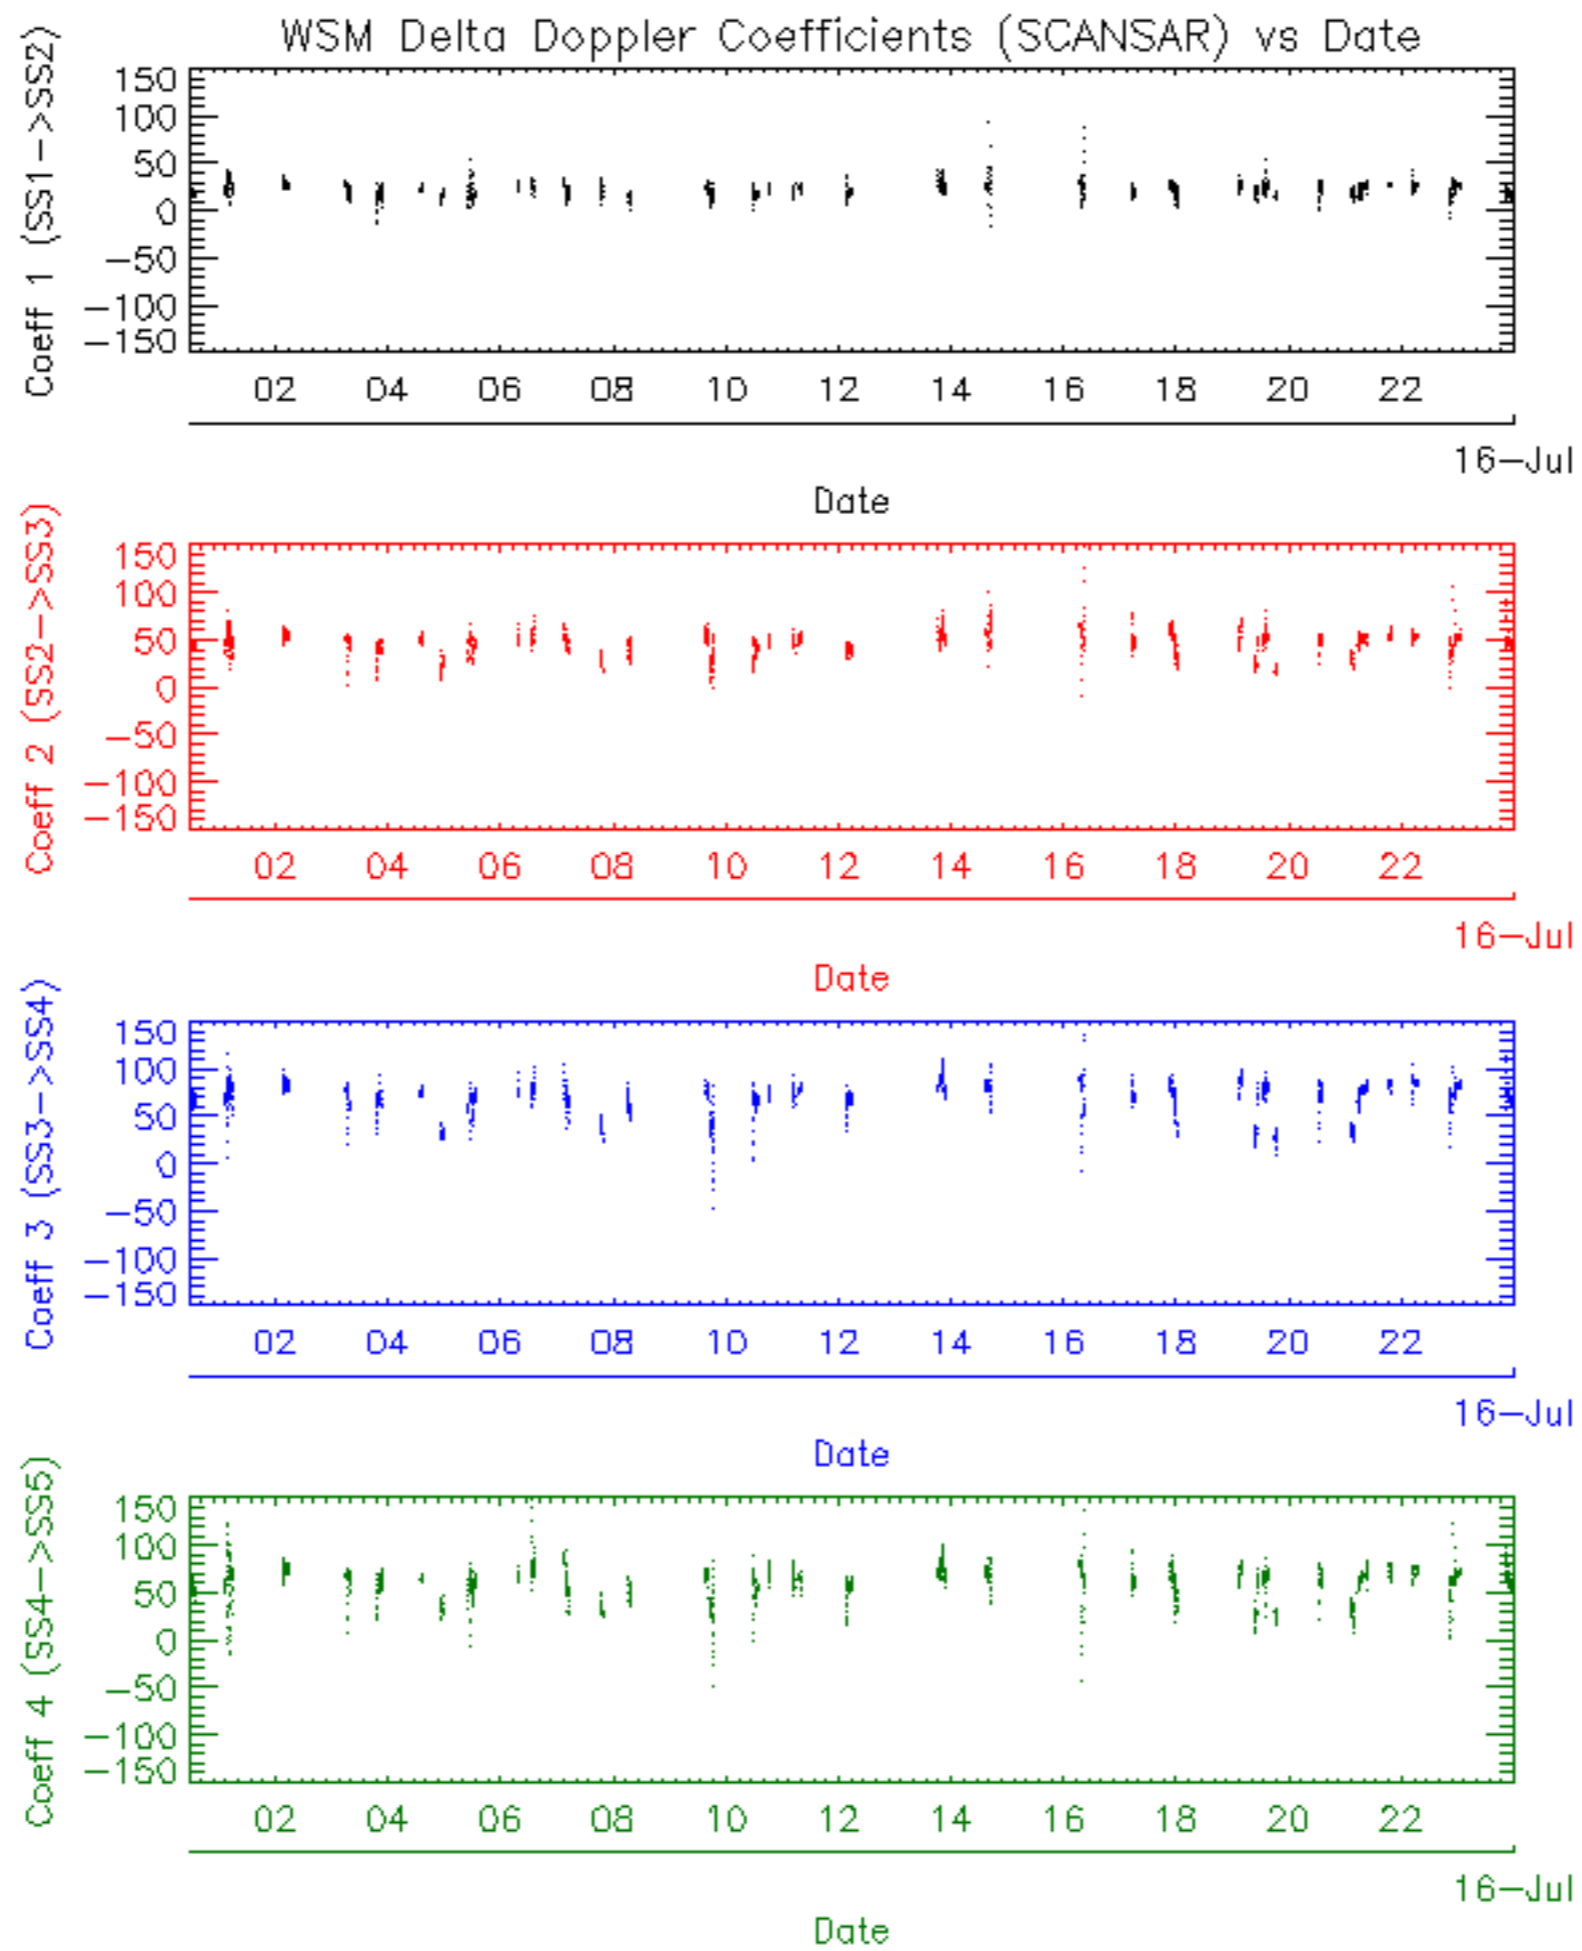 WSM Delta Doppler Coefficients (SCANSAR) vs Date
Coeff 1 (SS1->SS2)
150
100
50
0
-50
-100
-150
02 04 06 08 10 12 14 16 18 20 22
16-Jul
Date
Coeff 2 (SS2->SS3)
150
100
50
0
-50
-100
-150
02 04 06 08 10 12 14 16 18 20 22
16-Jul
Date
Coeff 3 (SS3->SS4)
150
100
50
0
-50
-100
-150
02 04 06 08 10 12 14 16 18 20 22
16-Jul
Date
Coeff 4 (SS4->SS5)
150
100
50
0
-50
-100
-150
02 04 06 08 10 12 14 16 18 20 22
16-Jul
Date